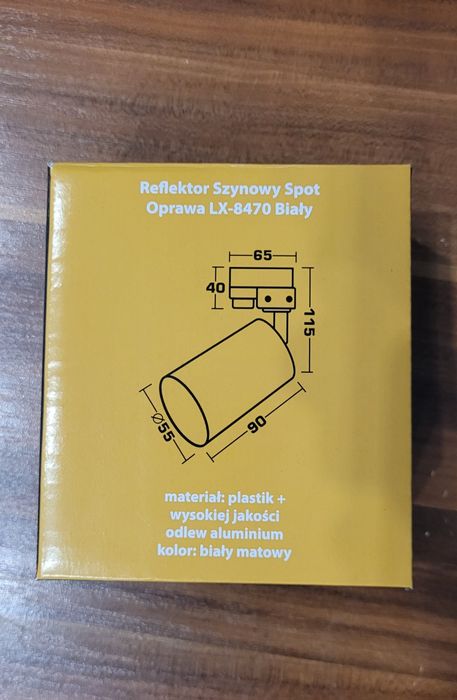 Reflektor Szynowy Spot
Oprawa LX-8470 Biały
65
40
115
Ø55
90
materiał: plastik +
wysokiej jakości
odlew aluminium
kolor: biały matowy